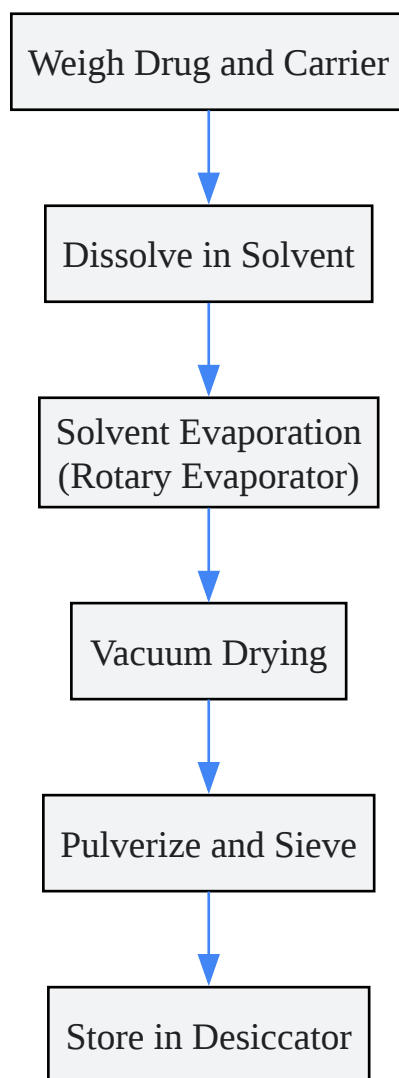 Weigh Drug and Carrier
Dissolve in Solvent
Solvent Evaporation
(Rotary Evaporator)
Vacuum Drying
Pulverize and Sieve
Store in Desiccator